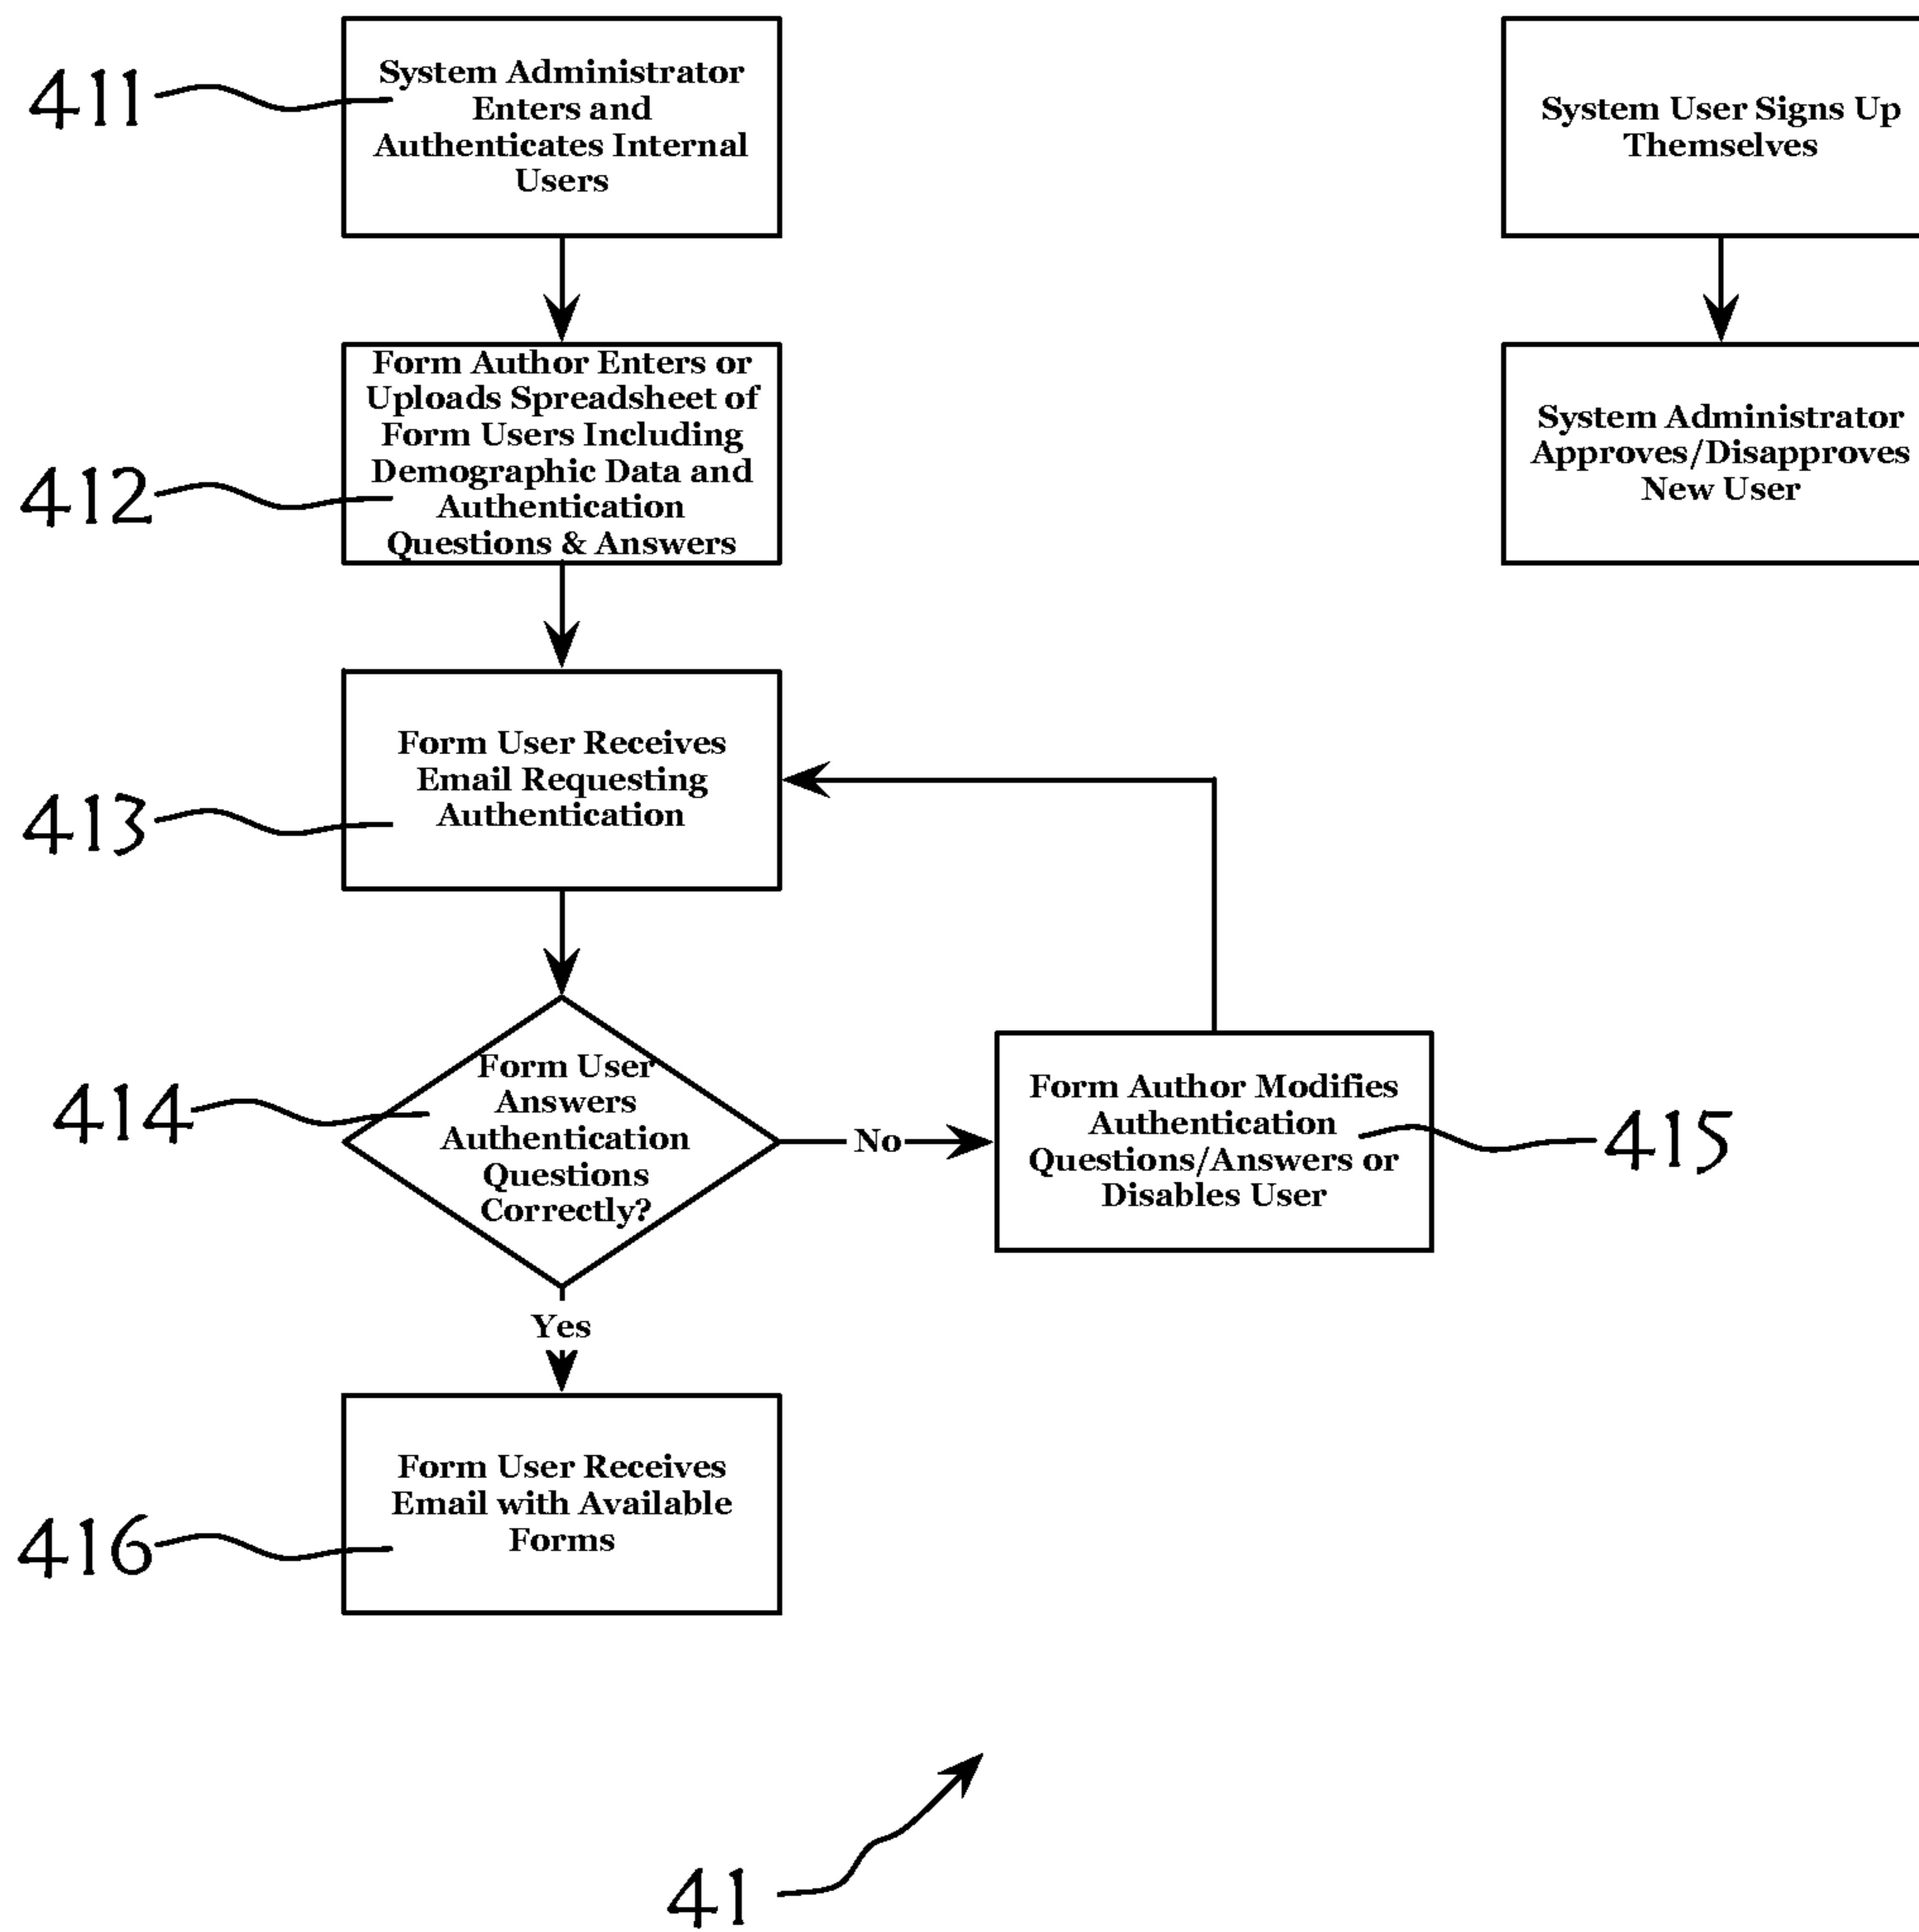 411
System Administrator
Enters and
Authenticates Internal
Users
System User Signs Up
Themselves
412
Form Author Enters or
Uploads Spreadsheet of
Form Users Including
Demographic Data and
Authentication
Questions & Answers
System Administrator
Approves/Disapproves
New User
413
Form User Receives
Email Requesting
Authentication
414
Form User
Answers
Authentication
Questions
Correctly?
No
Form Author Modifies
Authentication
Questions/Answers or
Disables User
415
Yes
416
Form User Receives
Email with Available
Forms
41